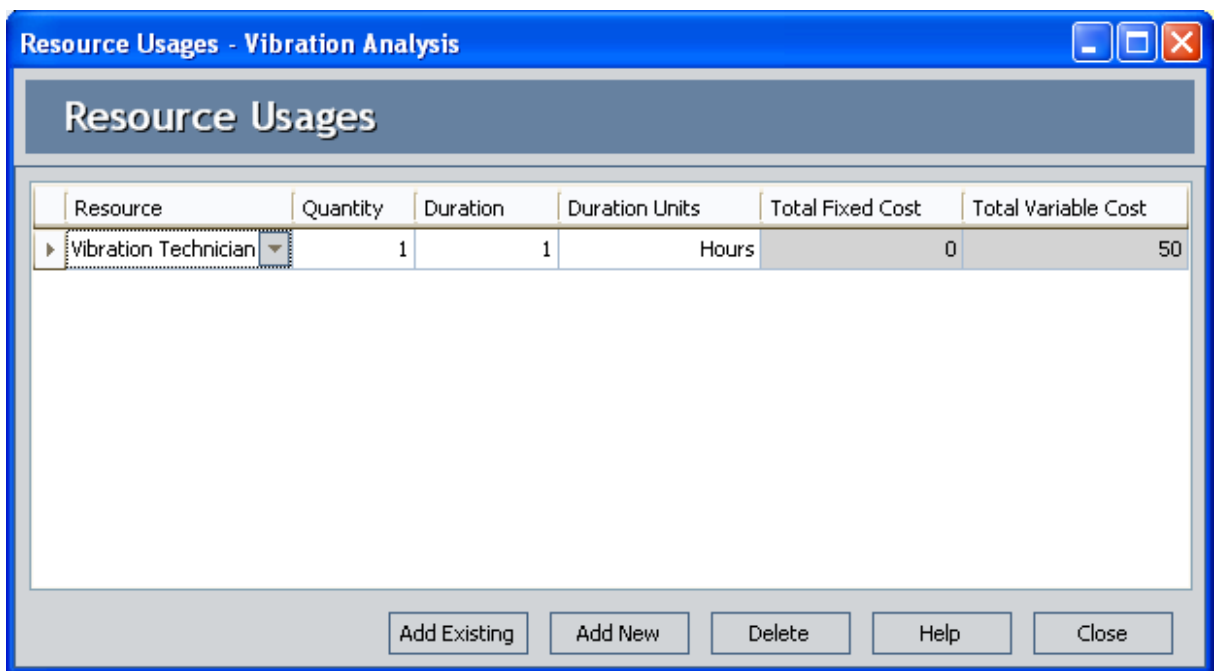 Resource Usages - Vibration Analysis
Resource Usages
Resource Quantity Duration Duration Units Total Fixed Cost Total Variable Cost
Vibration Technician 1 1 Hours 0 50
Add Existing Add New Delete Help Close